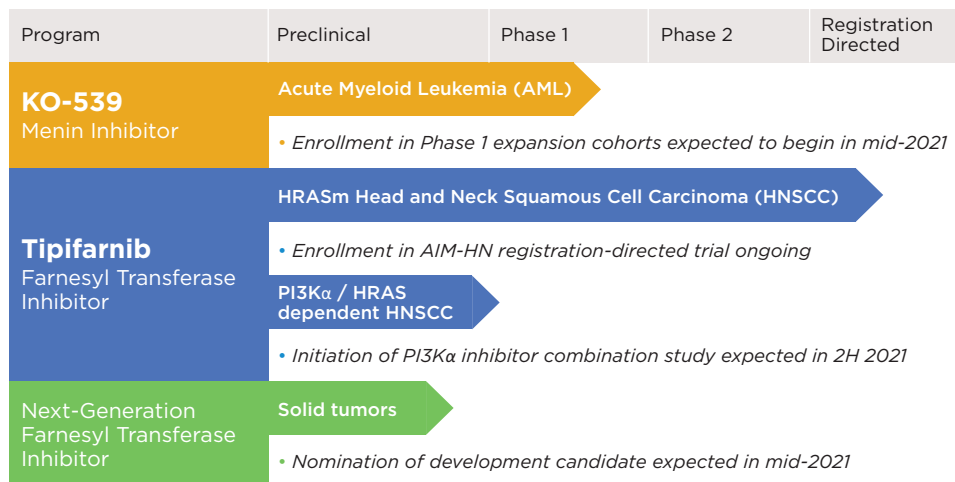 Program
Preclinical
Phase 1
Phase 2
Registration
Directed
KO-539
Menin Inhibitor
Acute Myeloid Leukemia (AML)
• Enrollment in Phase 1 expansion cohorts expected to begin in mid-2021
Tipifarnib
Farnesyl Transferase
Inhibitor
HRASm Head and Neck Squamous Cell Carcinoma (HNSCC)
• Enrollment in AIM-HN registration-directed trial ongoing
PI3Kα / HRAS
dependent HNSCC
• Initiation of PI3Kα inhibitor combination study expected in 2H 2021
Next-Generation
Farnesyl Transferase
Inhibitor
Solid tumors
• Nomination of development candidate expected in mid-2021